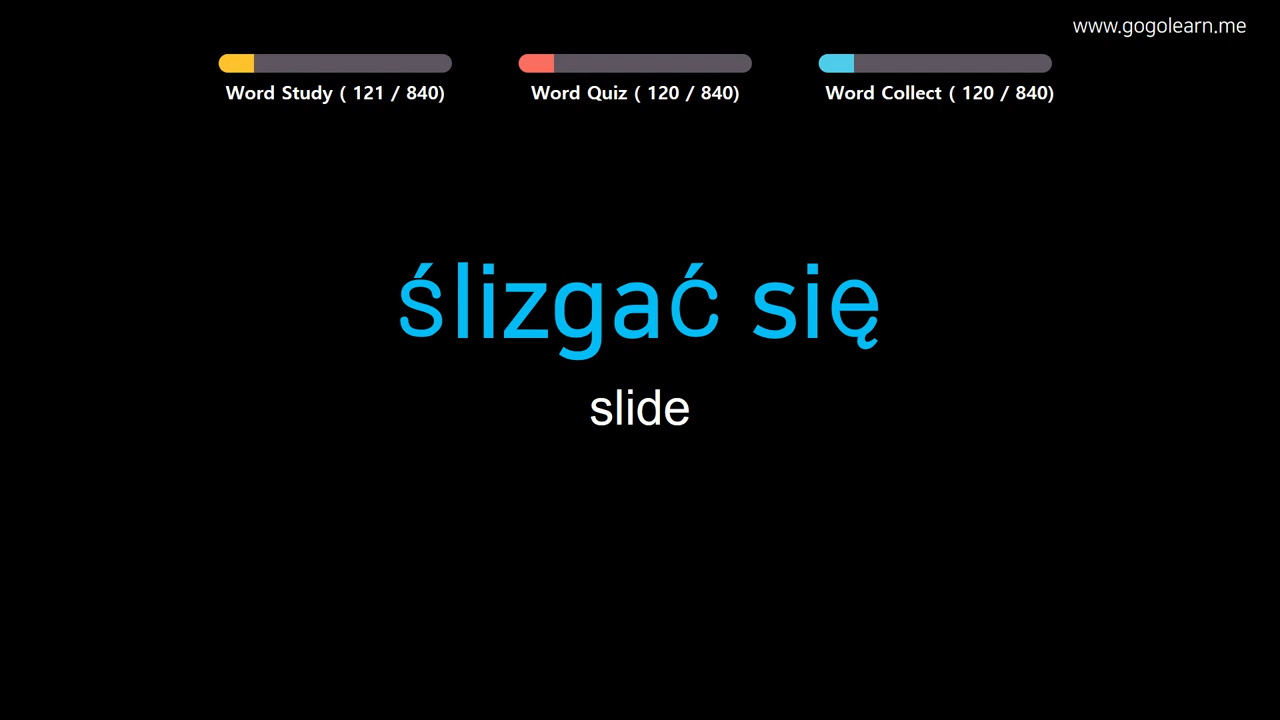 www.gogolearn.me
Word Study ( 121 / 840)
Word Quiz ( 120 / 840)
Word Collect ( 120 / 840)
ślizgać się
slide